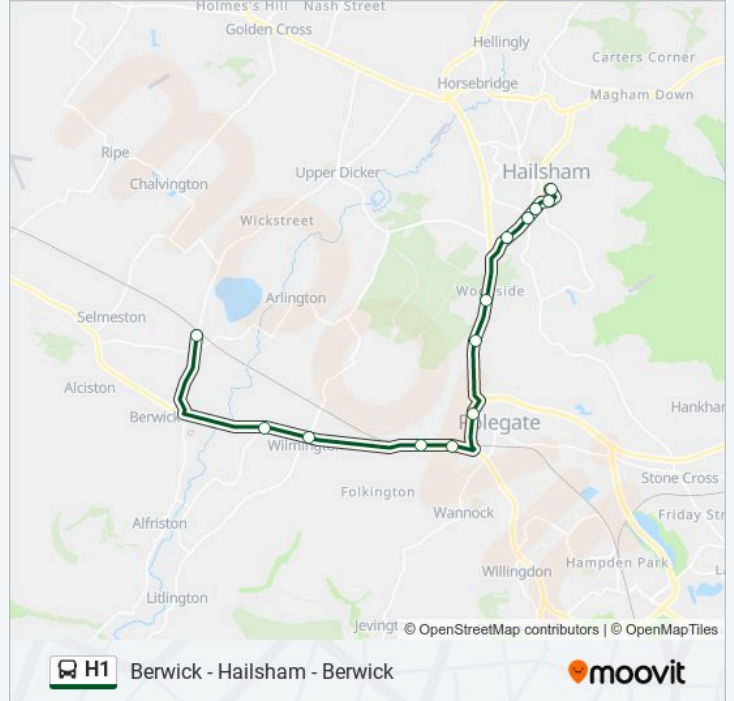 Holmes's Hill
Nash Street
Golden Cross
Hellingly
Carters Corner
Horsebridge
Magham Down
Ripe
Upper Dicker
Hailsham
Chalvington
Wickstreet
Woodside
Arlington
Selmeston
Alciston
Hankha
Berwick
Polegate
Wilmington
Stone Cross
Folkington
Wannock
Friday Str
Alfriston
Hampden Park
Willingdon
Litlington
Jevingt
© OpenStreetMap contributors | © OpenMapTiles
H1 Berwick - Hailsham - Berwick
moovit